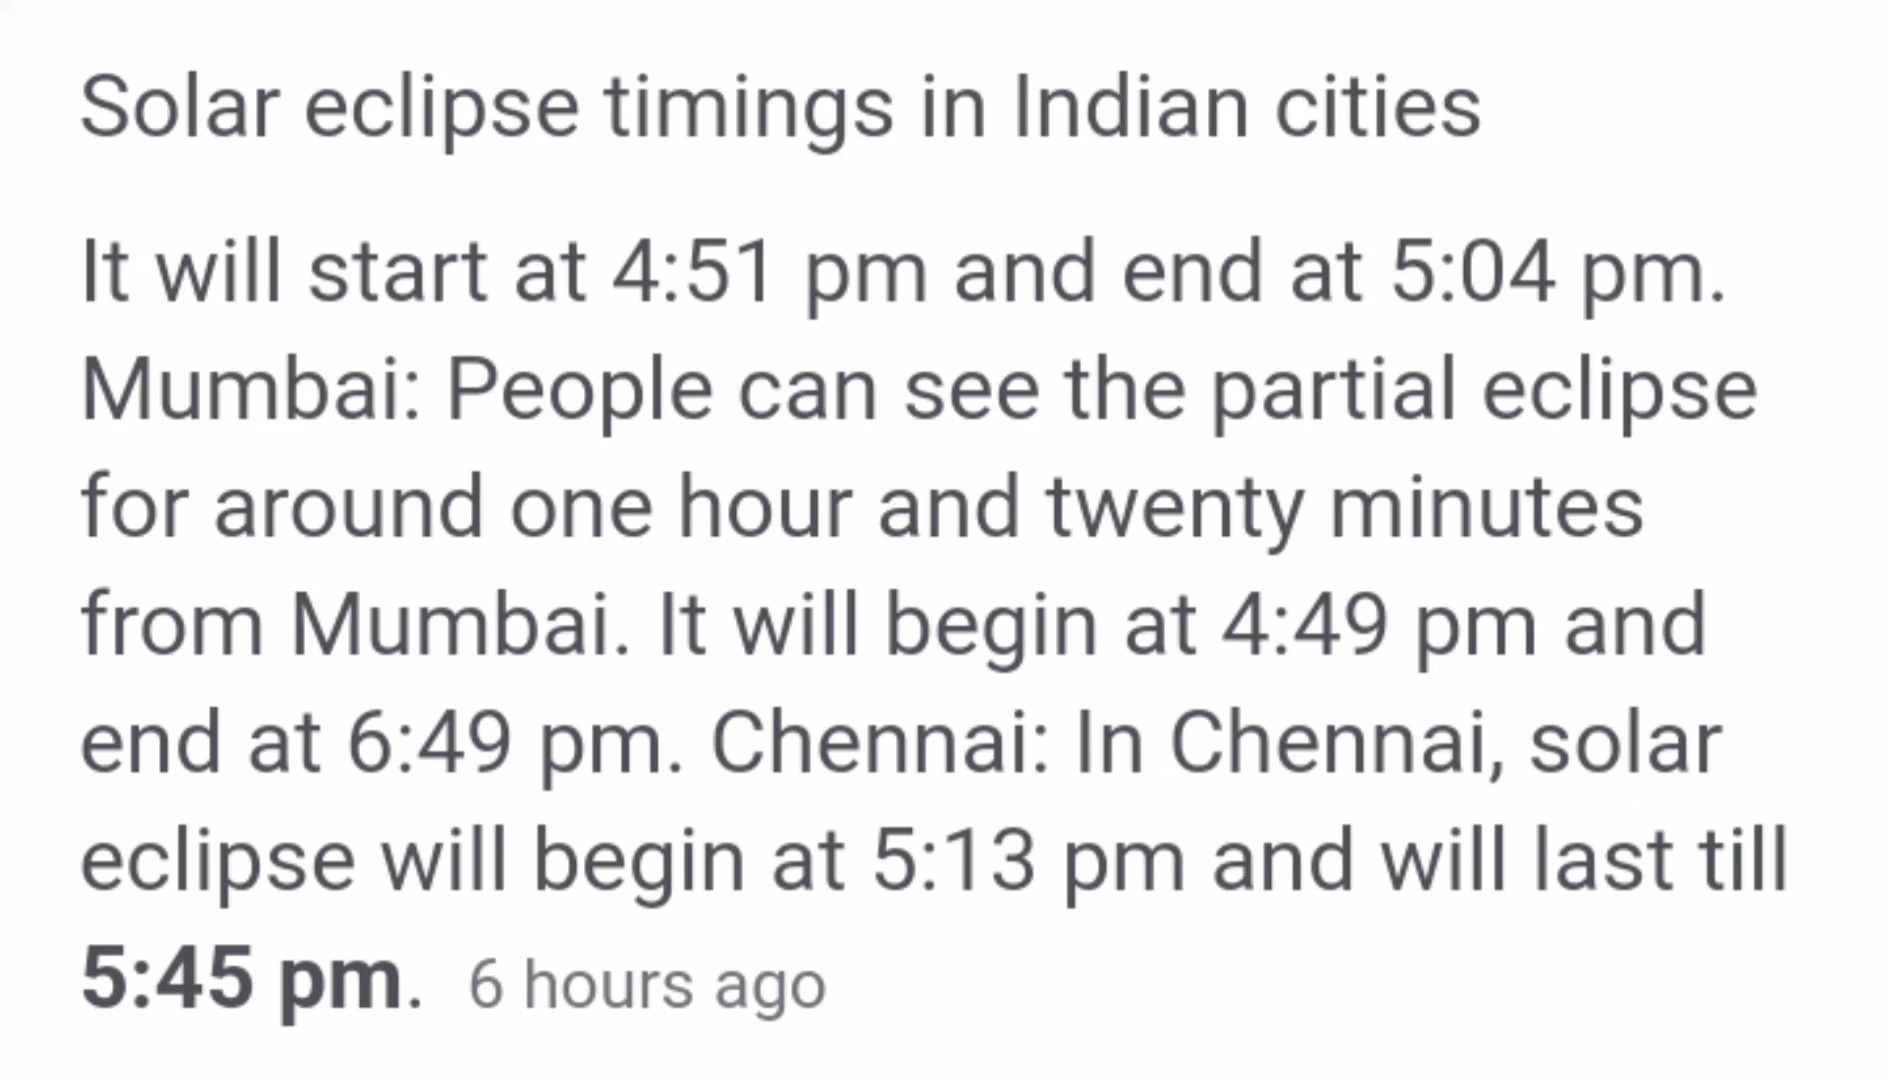 Solar eclipse timings in Indian cities
It will start at 4:51 pm and end at 5:04 pm.
Mumbai: People can see the partial eclipse
for around one hour and twenty minutes
from Mumbai. It will begin at 4:49 pm and
end at 6:49 pm. Chennai: In Chennai, solar
eclipse will begin at 5:13 pm and will last till
5:45 pm. 6 hours ago